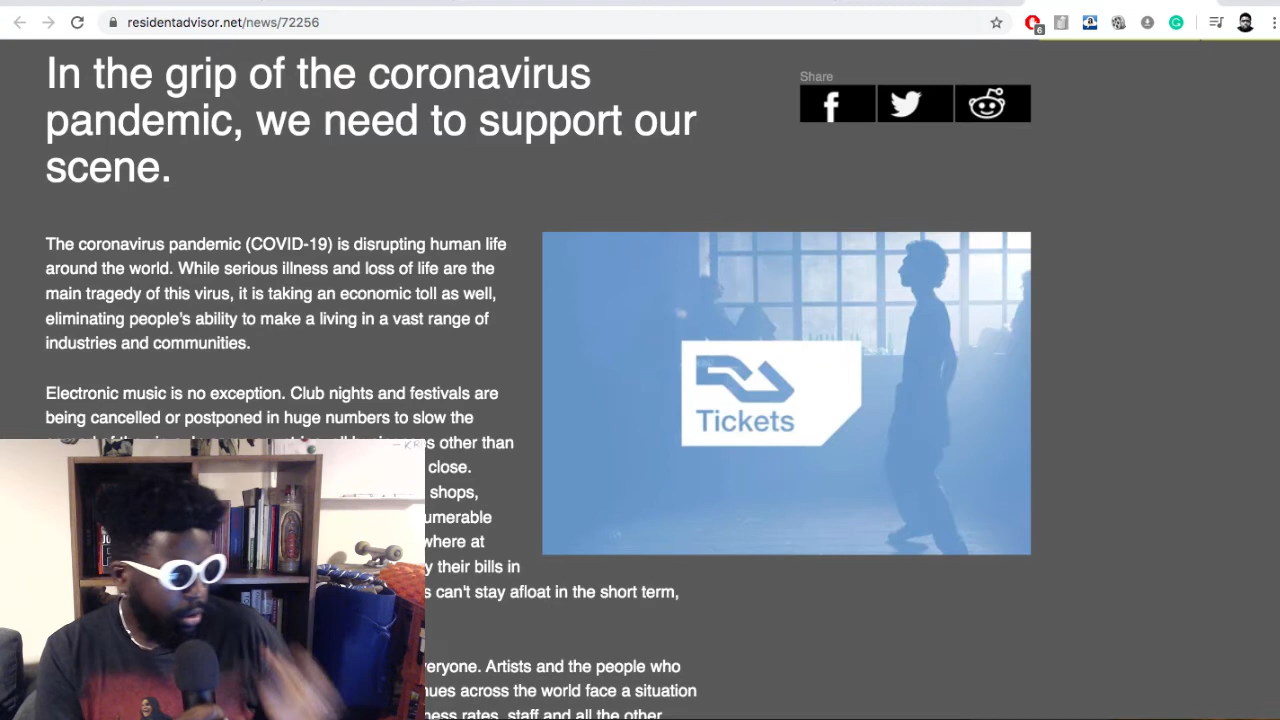 residentadvisor.net/news/72256
6
In the grip of the coronavirus
pandemic, we need to support our
scene.
Share
The coronavirus pandemic (COVID-19) is disrupting human life
around the world. While serious illness and loss of life are the
main tragedy of this virus, it is taking an economic toll as well,
eliminating people's ability to make a living in a vast range of
industries and communities.
Tickets
Electronic music is no exception. Club nights and festivals are
being cancelled or postponed in huge numbers to slow the
other than
close.
shops,
where at
y their bills in
s can't stay afloat in the short term,
veryone. Artists and the people who
nues across the world face a situation
ness rates, staff and all the other